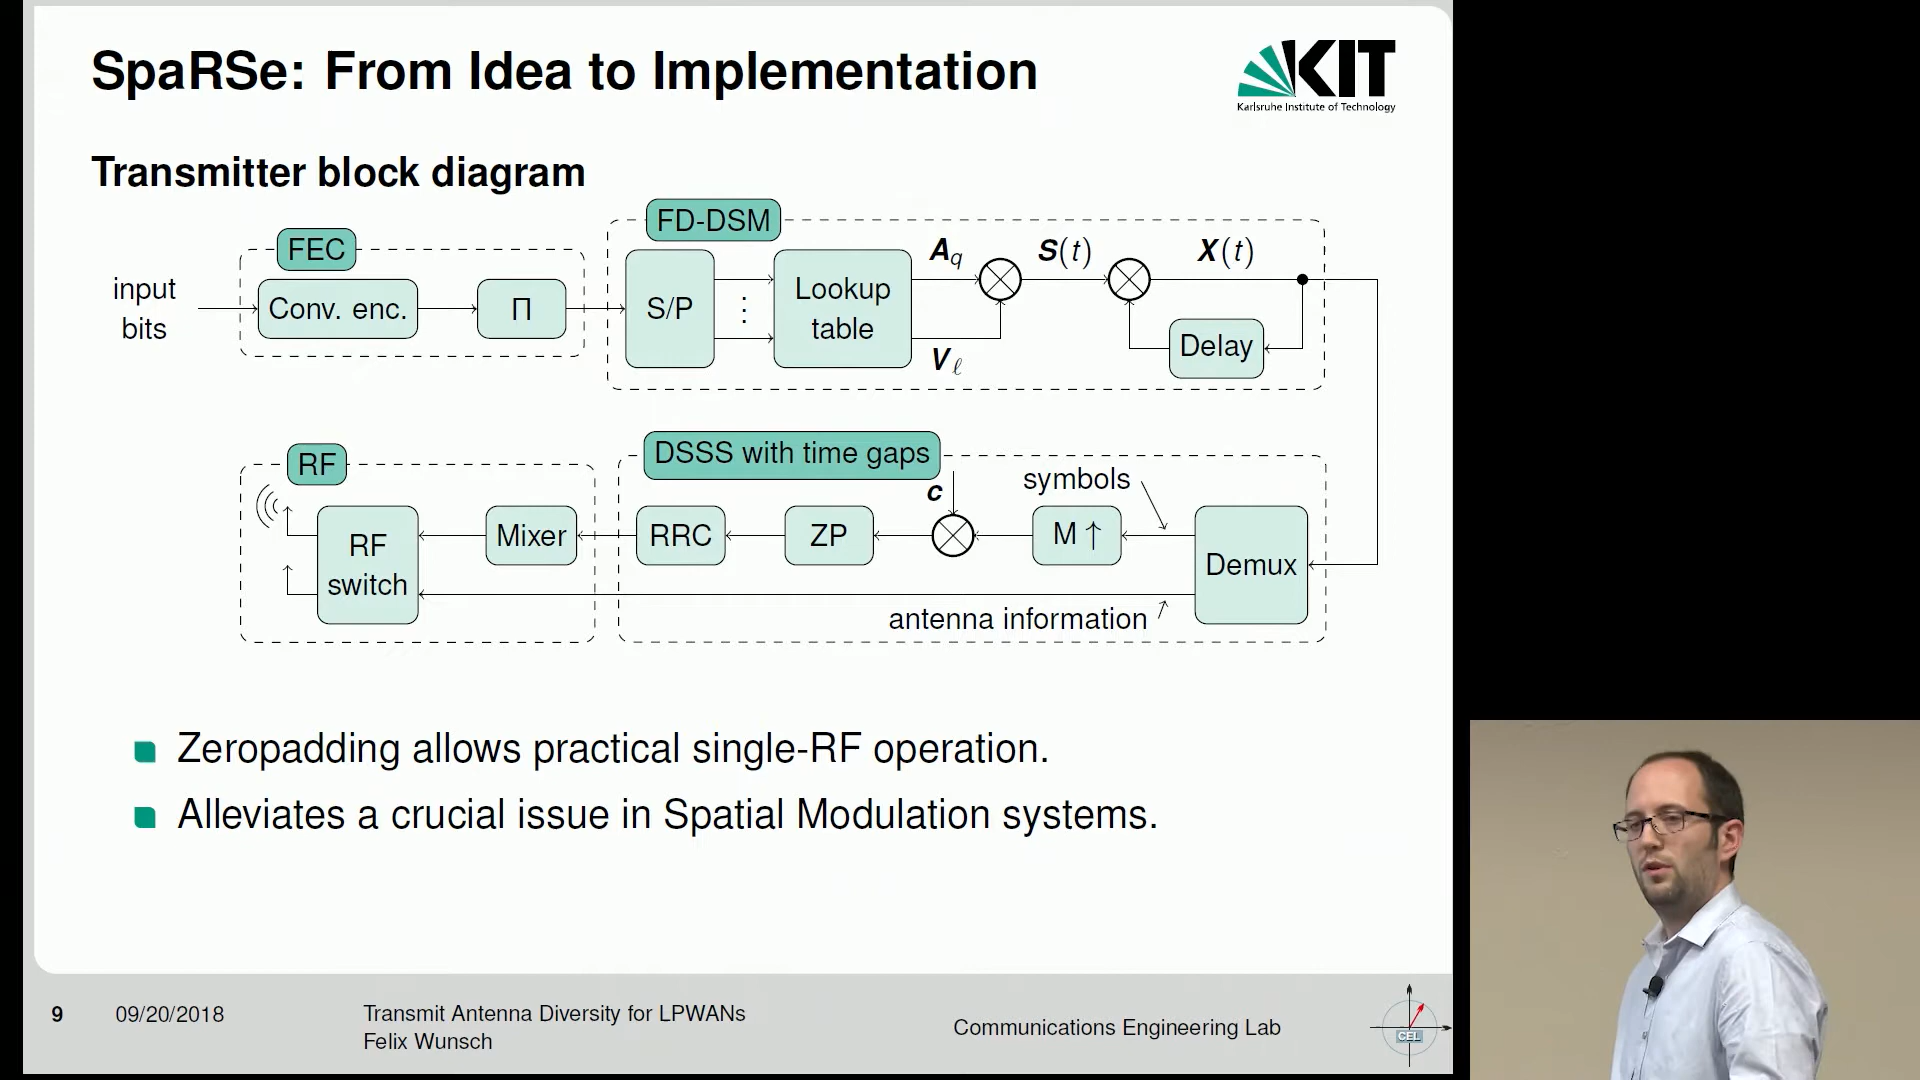 SpaRSe: From Idea to Implementation
KIT
Karlsruhe Institute of Technology
Transmitter block diagram
FEC
FD-DSM
input
bits
Conv. enc.
Π
S/P
⋮
Lookup
table
A_q
V_ℓ
S(t)
X(t)
Delay
RF
DSSS with time gaps
symbols
c
RF
switch
Mixer
RRC
ZP
M ↑
Demux
antenna information
Zeropadding allows practical single-RF operation.
Alleviates a crucial issue in Spatial Modulation systems.
9
09/20/2018
Transmit Antenna Diversity for LPWANs
Felix Wunsch
Communications Engineering Lab
CEL